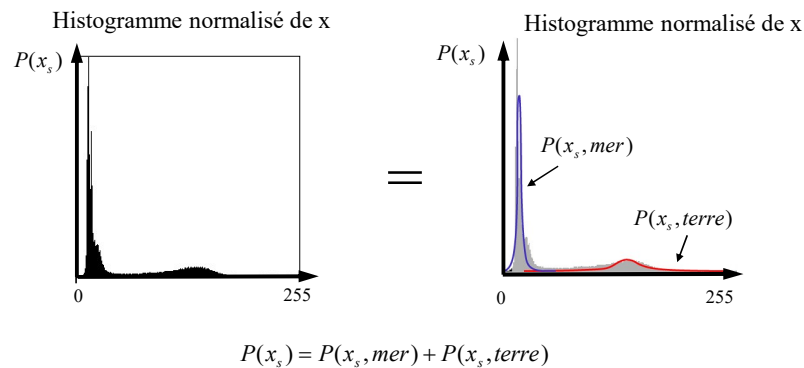 Histogramme normalisé de x
P(x_s)
0
255
=
Histogramme normalisé de x
P(x_s)
P(x_s, mer)
P(x_s, terre)
0
255
P(x_s) = P(x_s, mer) + P(x_s, terre)